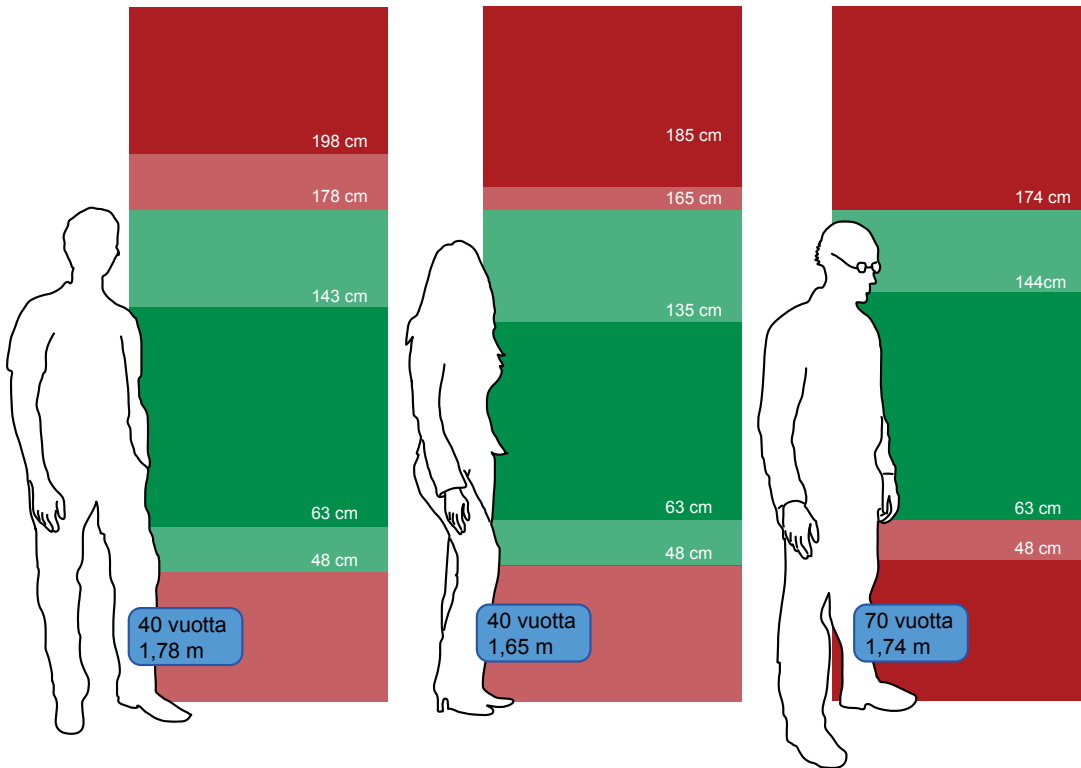 198 cm
178 cm
143 cm
63 cm
48 cm
40 vuotta
1,78 m
185 cm
165 cm
135 cm
63 cm
48 cm
40 vuotta
1,65 m
174 cm
144cm
63 cm
48 cm
70 vuotta
1,74 m